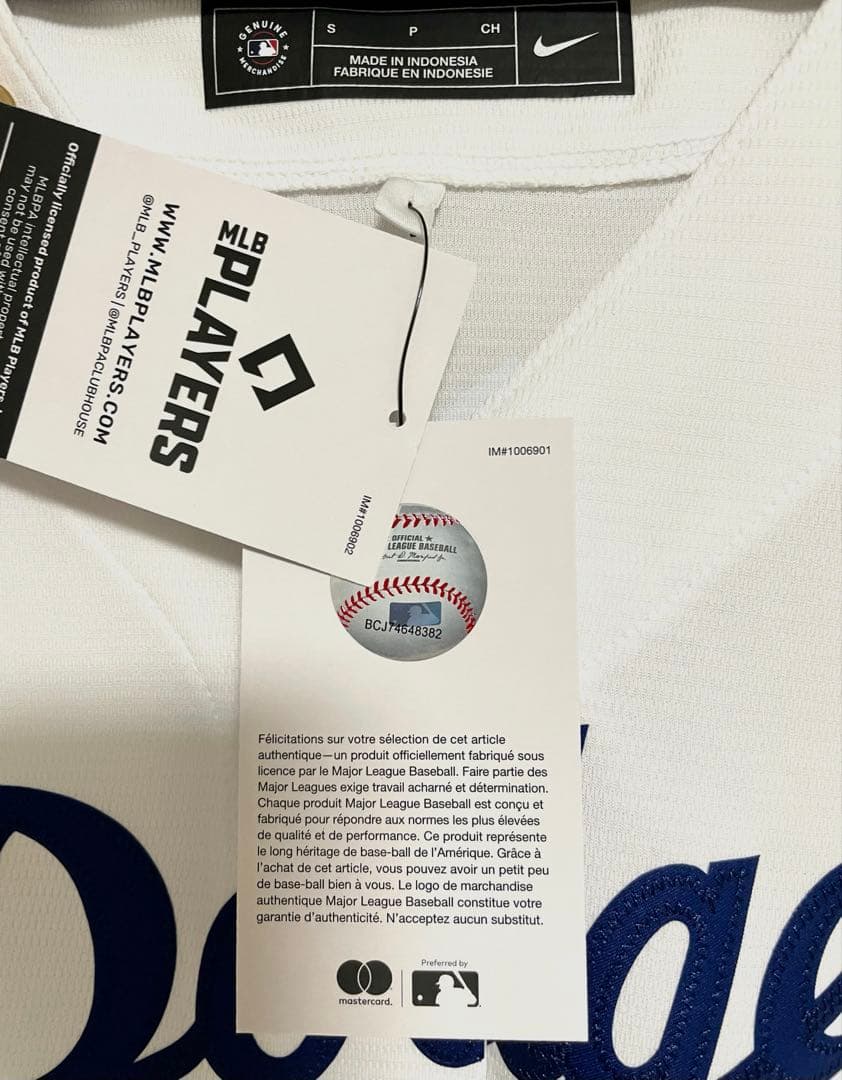 GENUINE
MERCHANDISE
S P CH
MADE IN INDONESIA
FABRIQUE EN INDONESIE
Officially licensed product of MLB Players,
MLBPA intellectual
may not be used
consent
WWW.MLBPLAYERS.COM
@MLB_PLAYERS | @MLBPACLUBHOUSE
MLB
PLAYERS
IM#1006902
IM#1006901
OFFICIAL
LEAGUE BASEBALL
BCJ74648382
Félicitations sur votre sélection de cet article
authentique—un produit officiellement fabriqué sous
licence par le Major League Baseball. Faire partie des
Major Leagues exige travail acharné et détermination.
Chaque produit Major League Baseball est conçu et
fabriqué pour répondre aux normes les plus élevées
de qualité et de performance. Ce produit représente
le long héritage de base-ball de l'Amérique. Grâce à
l'achat de cet article, vous pouvez avoir un petit peu
de base-ball bien à vous. Le logo de marchandise
authentique Major League Baseball constitue votre
garantie d'authenticité. N'acceptez aucun substitut.
mastercard.
Preferred by